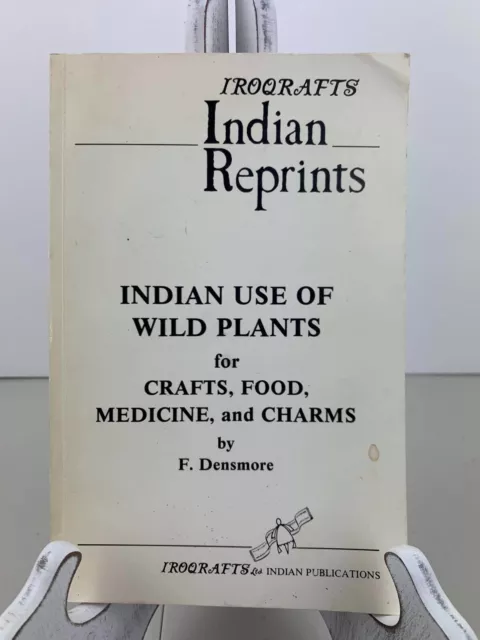 IROQRAFTS
Indian
Reprints
INDIAN USE OF
WILD PLANTS
for
CRAFTS, FOOD,
MEDICINE, and CHARMS
by
F. Densmore
IROQRAFTS Ltd INDIAN PUBLICATIONS